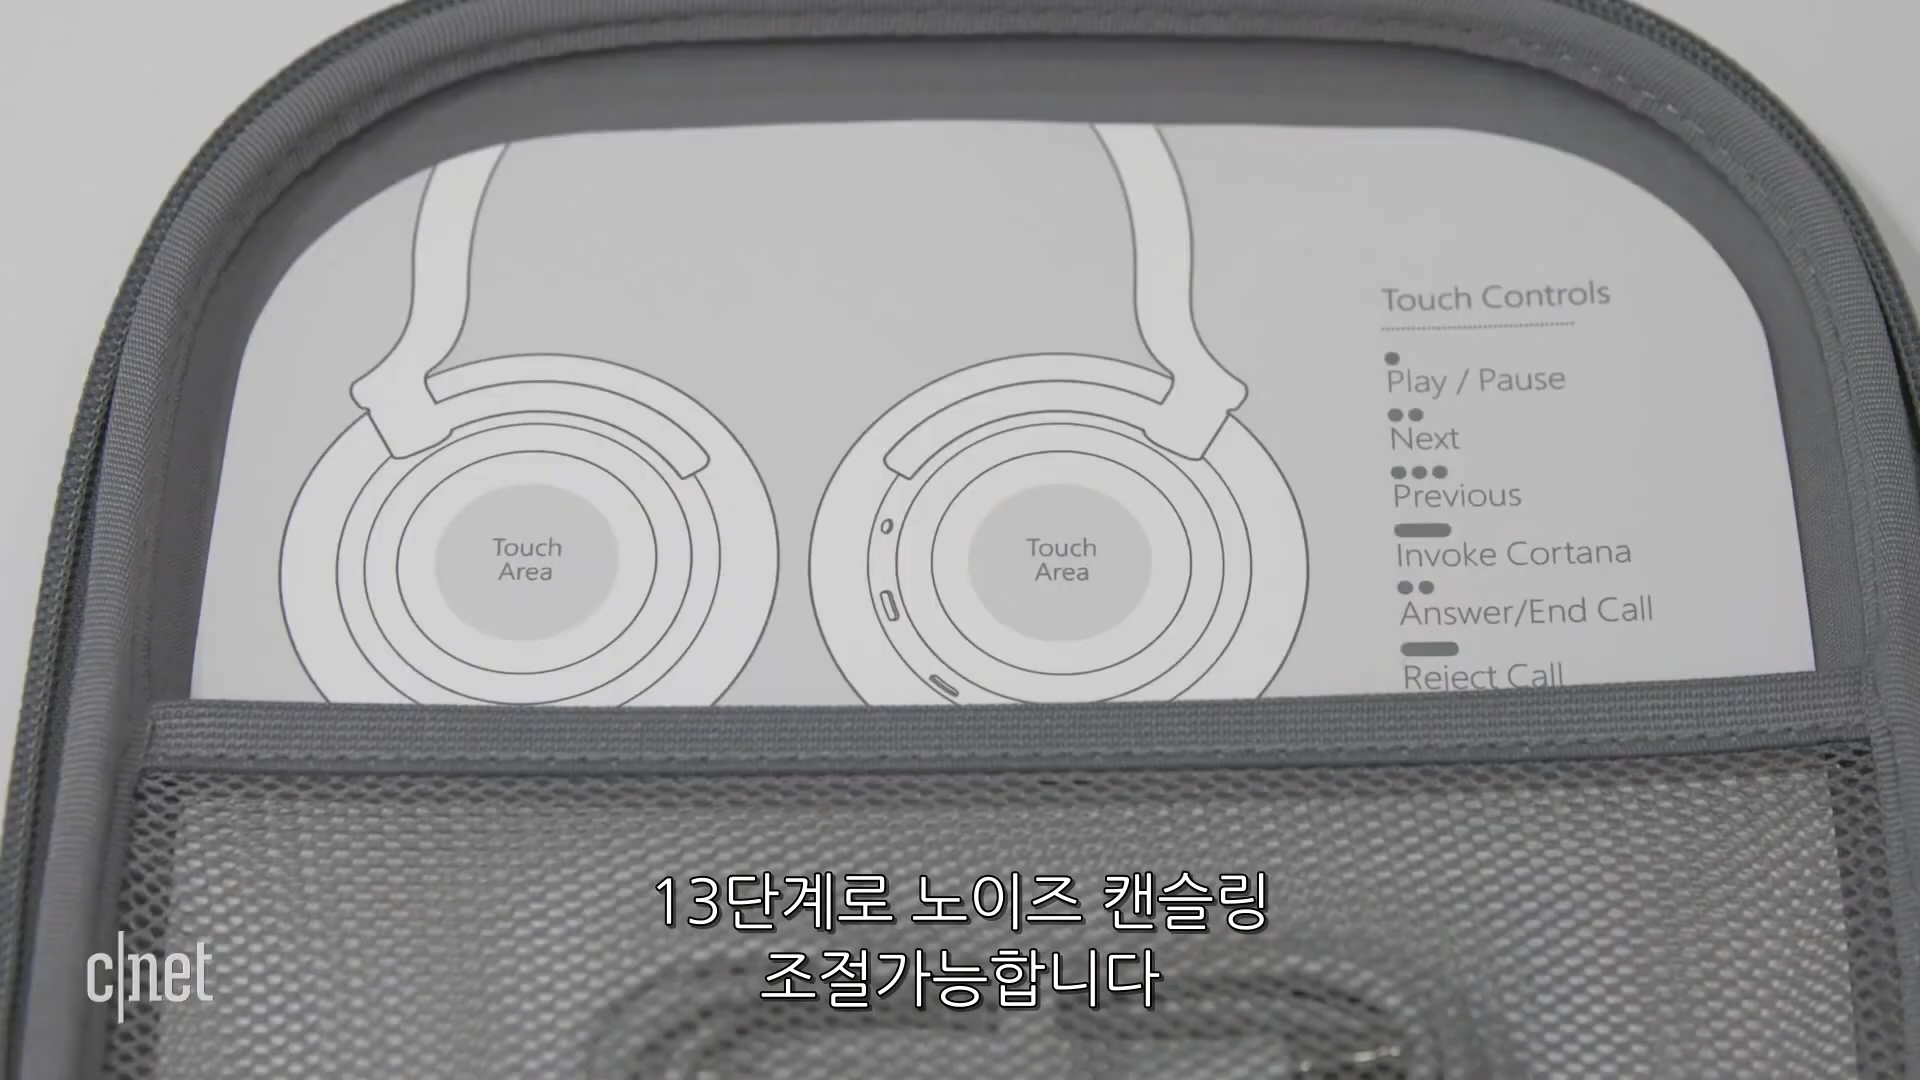 Touch Controls
Play / Pause
Next
Previous
Invoke Cortana
Answer/End Call
Reject Call
Touch
Area
Touch
Area
13단계로 노이즈 캔슬링
조절가능합니다
c|net